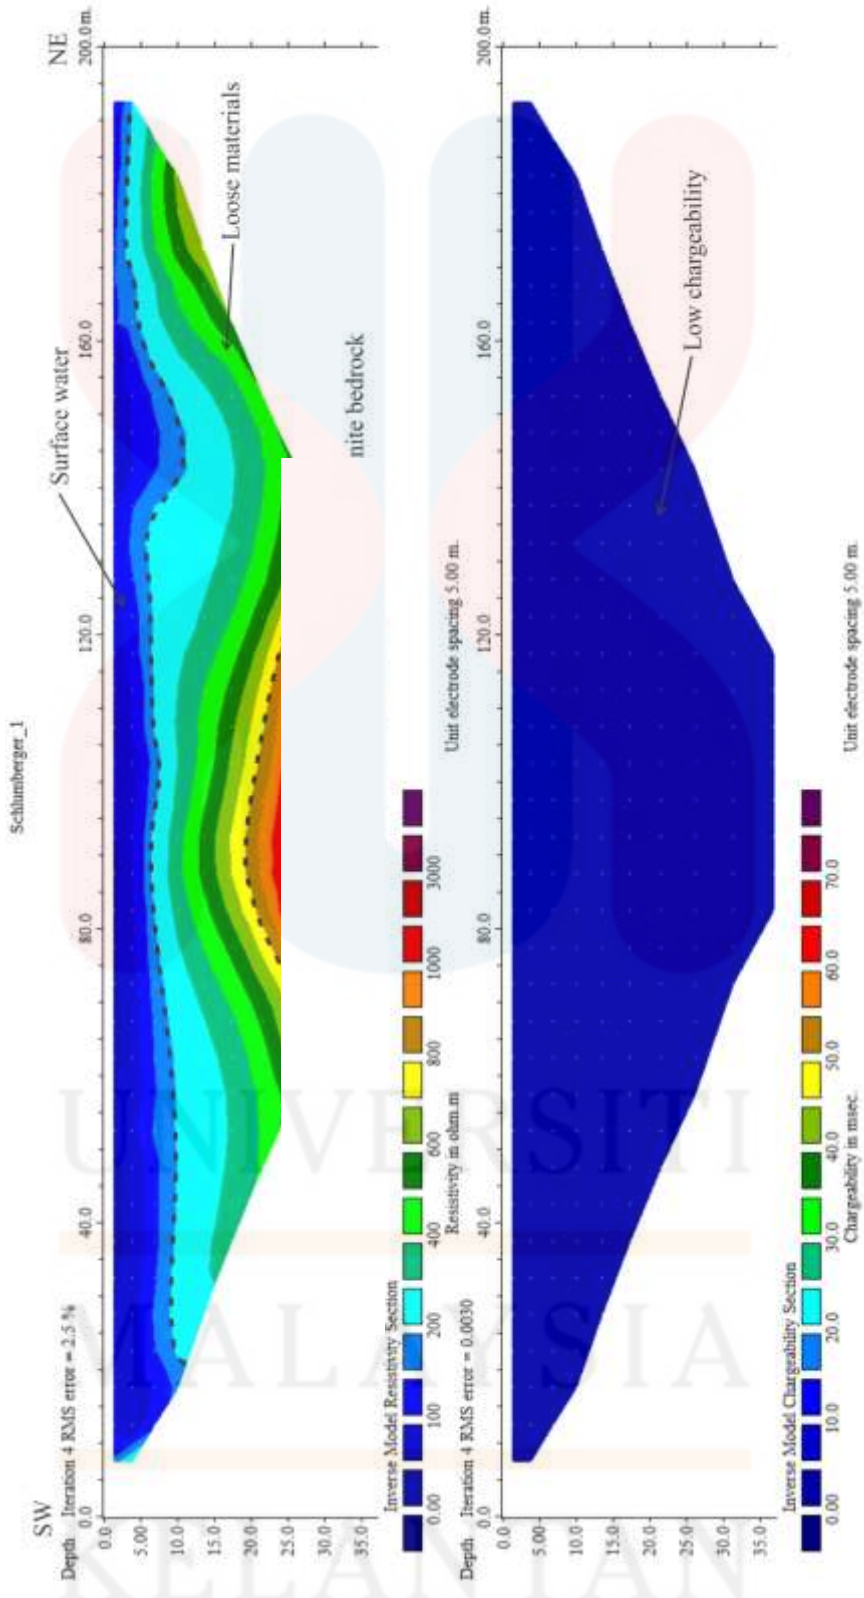 Schlumberger_1
SW
NE
Depth Iteration 4 RMS error = 2.5 %
0.0 40.0 80.0 120.0 160.0 200.0 m.
Surface water
0.0
5.00
10.0
15.0
20.0
25.0
30.0
35.0
Loose materials
nite bedrock
Inverse Model Resistivity Section
0.00 100 200 400 600 800 1000 3000
Resistivity in ohm.m
Unit electrode spacing 5.00 m.
Depth Iteration 4 RMS error = 0.0030
0.0 40.0 80.0 120.0 160.0 200.0 m.
0.0
5.00
10.0
15.0
20.0
25.0
30.0
35.0
Low chargeability
Inverse Model Chargeability Section
0.00 10.0 20.0 30.0 40.0 50.0 60.0 70.0
Chargeability in msec.
Unit electrode spacing 5.00 m.
UNIVERSITI
MALAYSIA
KELANTAN